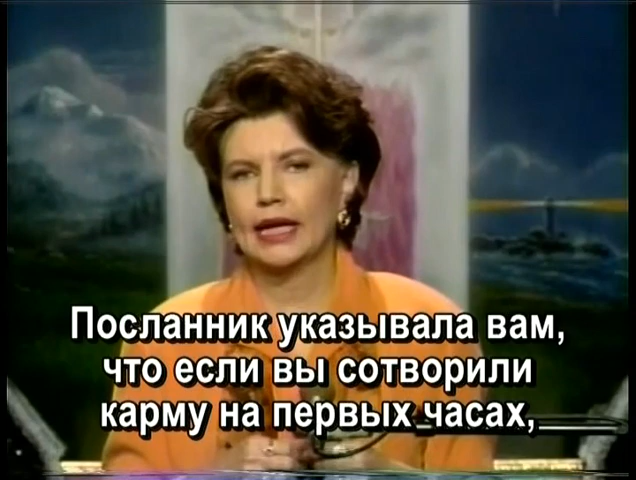 Посланник указывала вам,
что если вы сотворили
карму на первых часах,